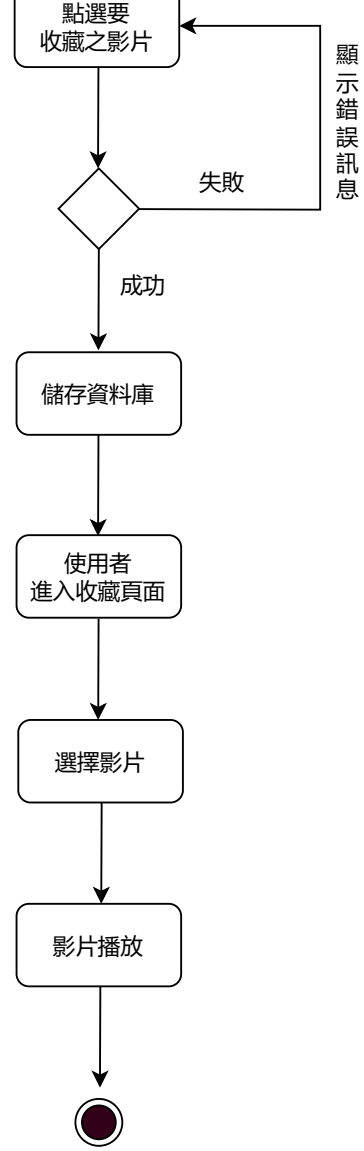 點選要
收藏之影片
顯示錯誤訊息
失敗
成功
儲存資料庫
使用者
進入收藏頁面
選擇影片
影片播放